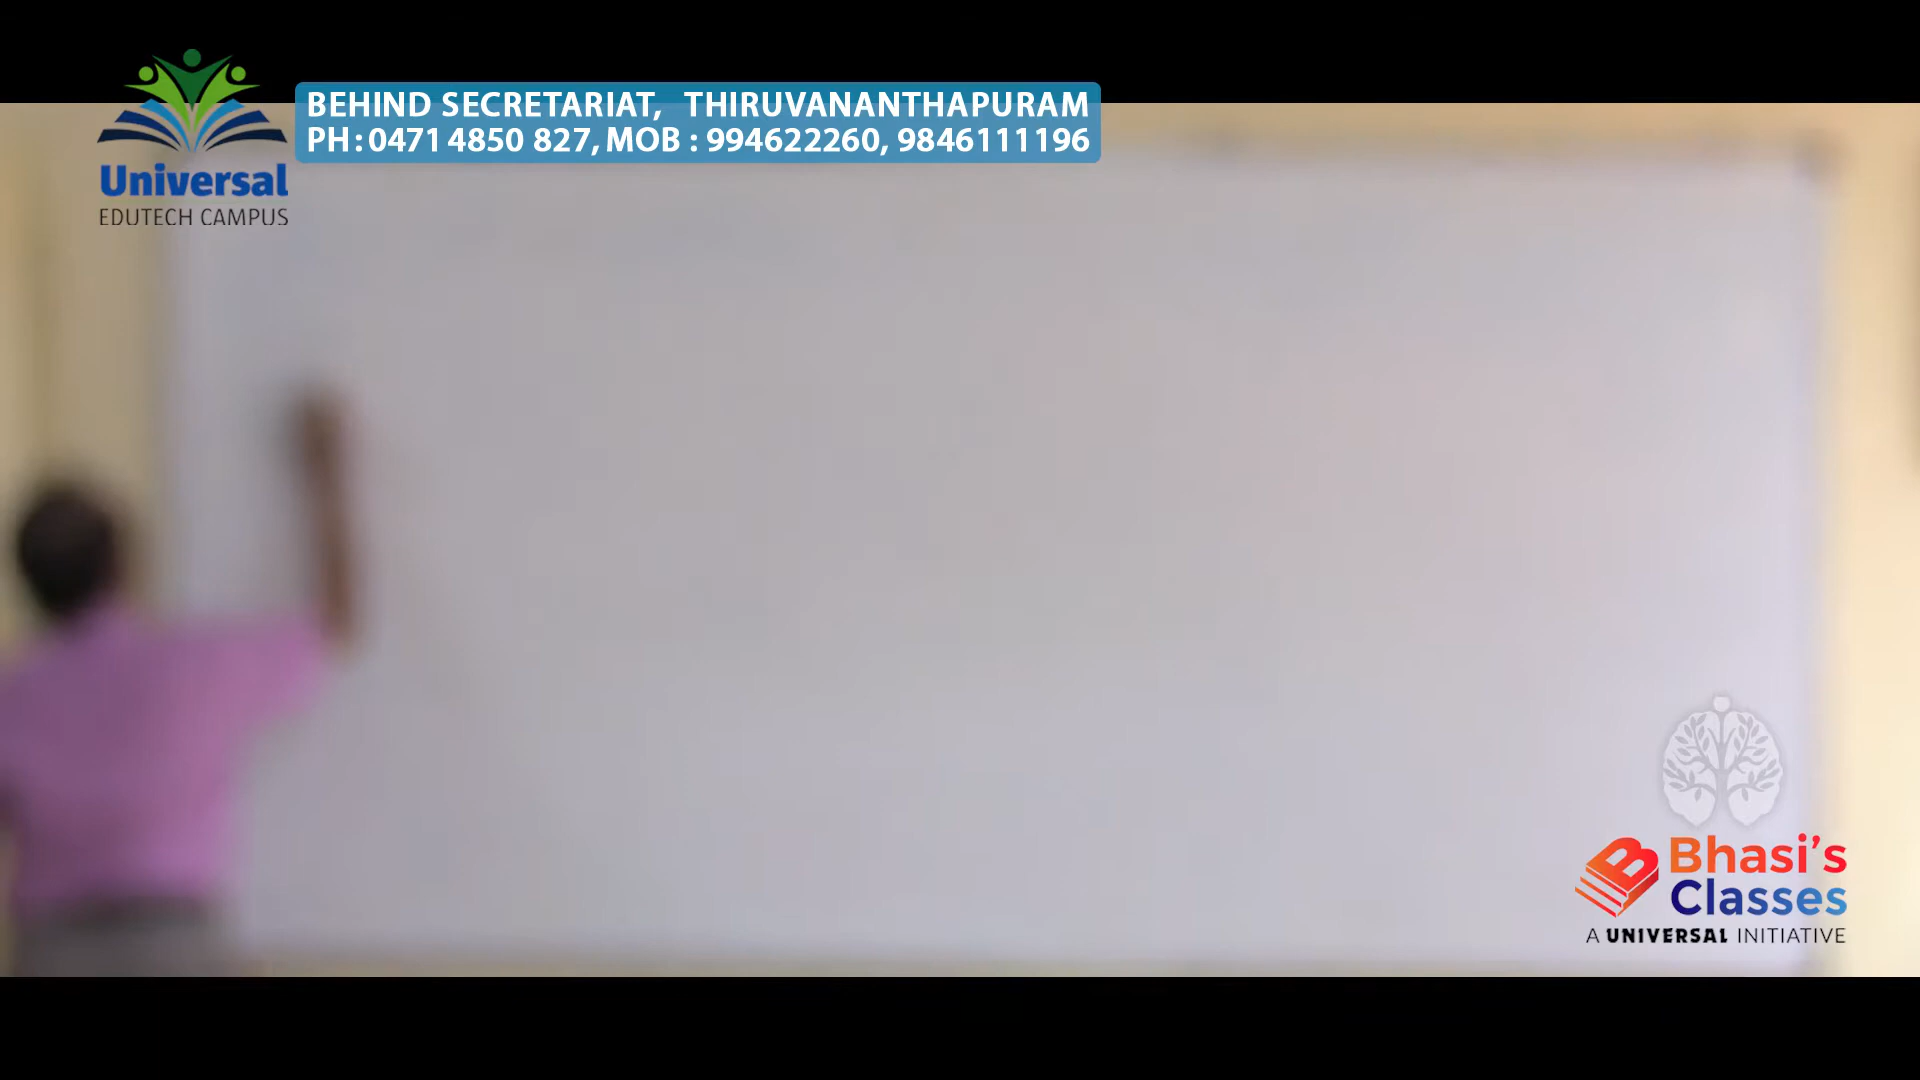 BEHIND SECRETARIAT, THIRUVANANTHAPURAM
PH : 0471 4850 827, MOB : 994622260, 9846111196
Universal
EDUTECH CAMPUS
Bhasi's
Classes
A UNIVERSAL INITIATIVE